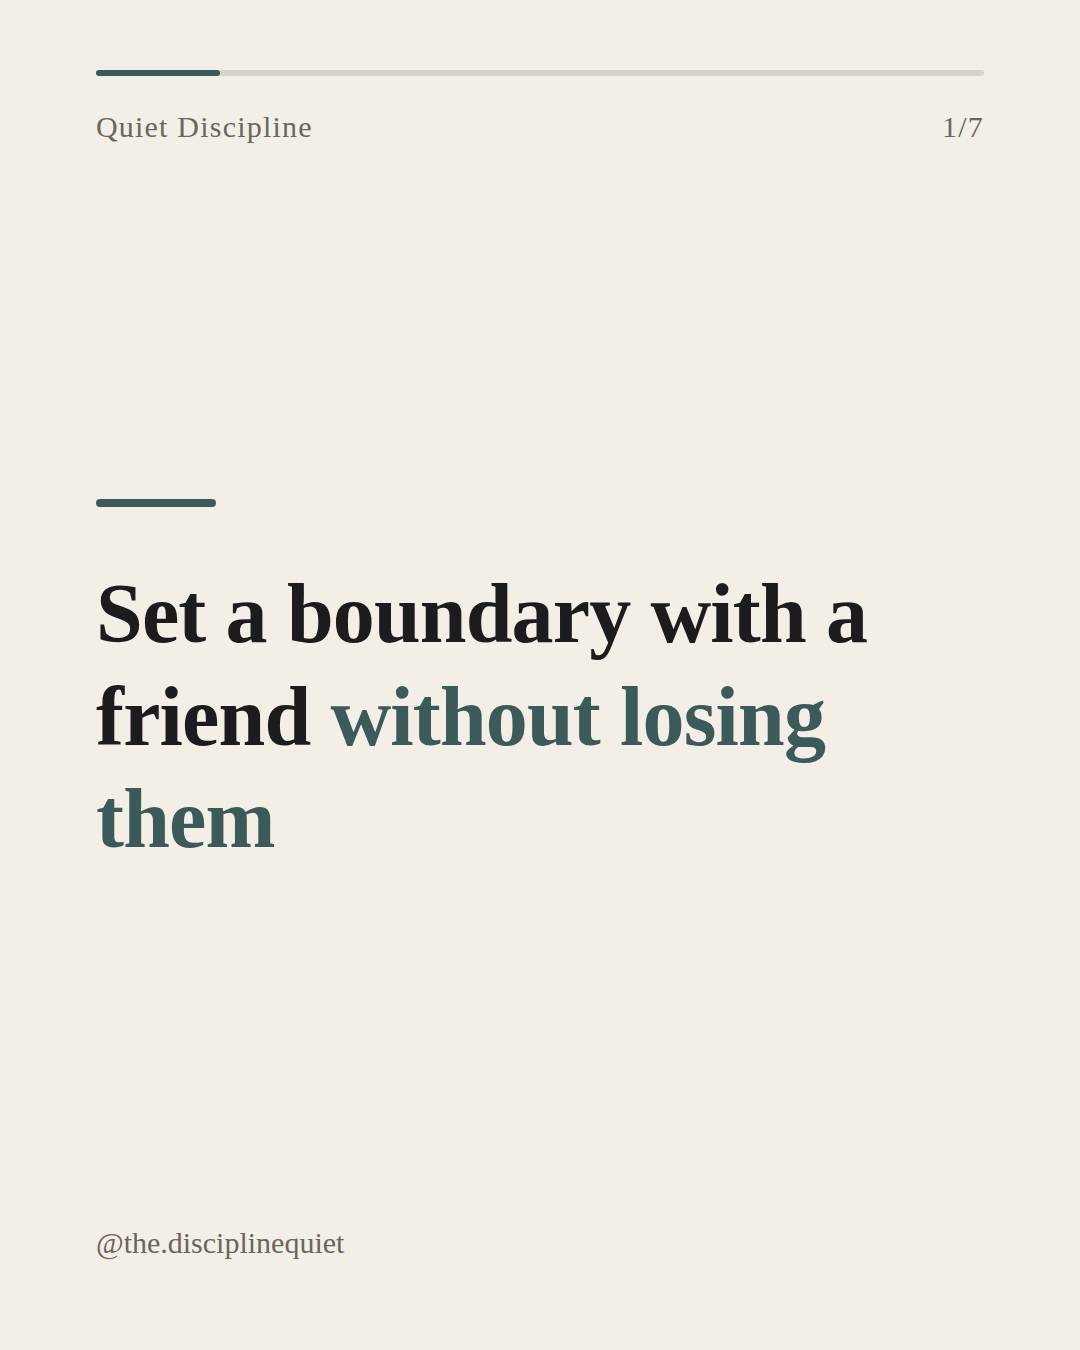 Quiet Discipline
1/7
Set a boundary with a
friend without losing
them
@the.disciplinequiet